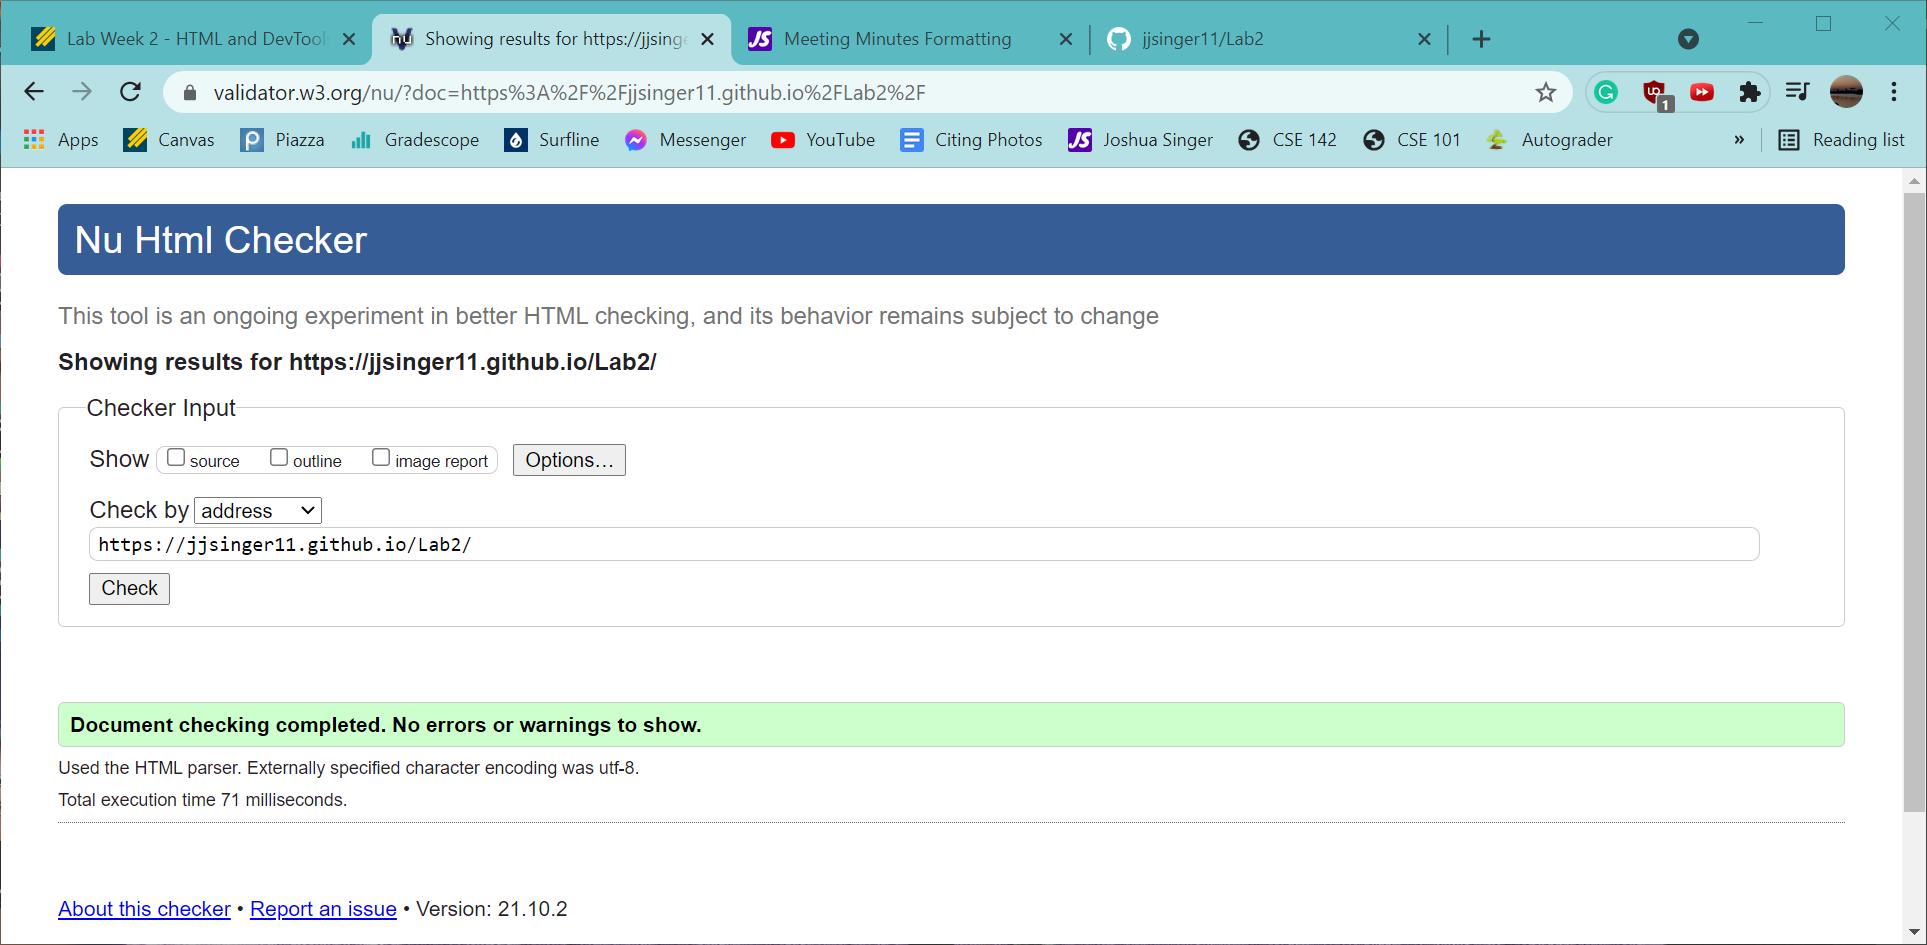 Lab Week 2 - HTML and DevTool
nu Showing results for https://jjsinge
JS Meeting Minutes Formatting
jjsinger11/Lab2
validator.w3.org/nu/?doc=https%3A%2F%2Fjjsinger11.github.io%2FLab2%2F
1
Apps Canvas Piazza Gradescope Surfline Messenger YouTube Citing Photos JS Joshua Singer CSE 142 CSE 101 Autograder » Reading list
Nu Html Checker
This tool is an ongoing experiment in better HTML checking, and its behavior remains subject to change
Showing results for https://jjsinger11.github.io/Lab2/
Checker Input
Show source outline image report Options...
Check by address
https://jjsinger11.github.io/Lab2/
Check
Document checking completed. No errors or warnings to show.
Used the HTML parser. Externally specified character encoding was utf-8.
Total execution time 71 milliseconds.
About this checker • Report an issue • Version: 21.10.2